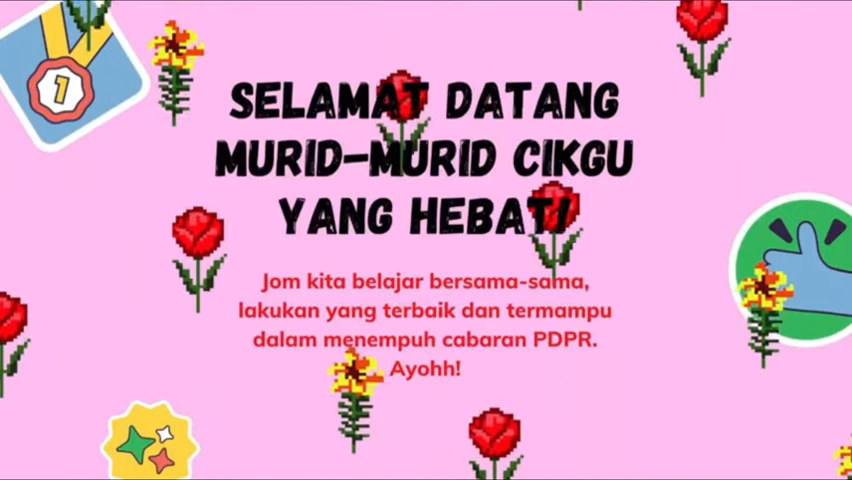 1
SELAMAT DATANG
MURID-MURID CIKGU
YANG HEBAT!
Jom kita belajar bersama-sama,
lakukan yang terbaik dan termampu
dalam menempuh cabaran PDPR.
Ayohh!